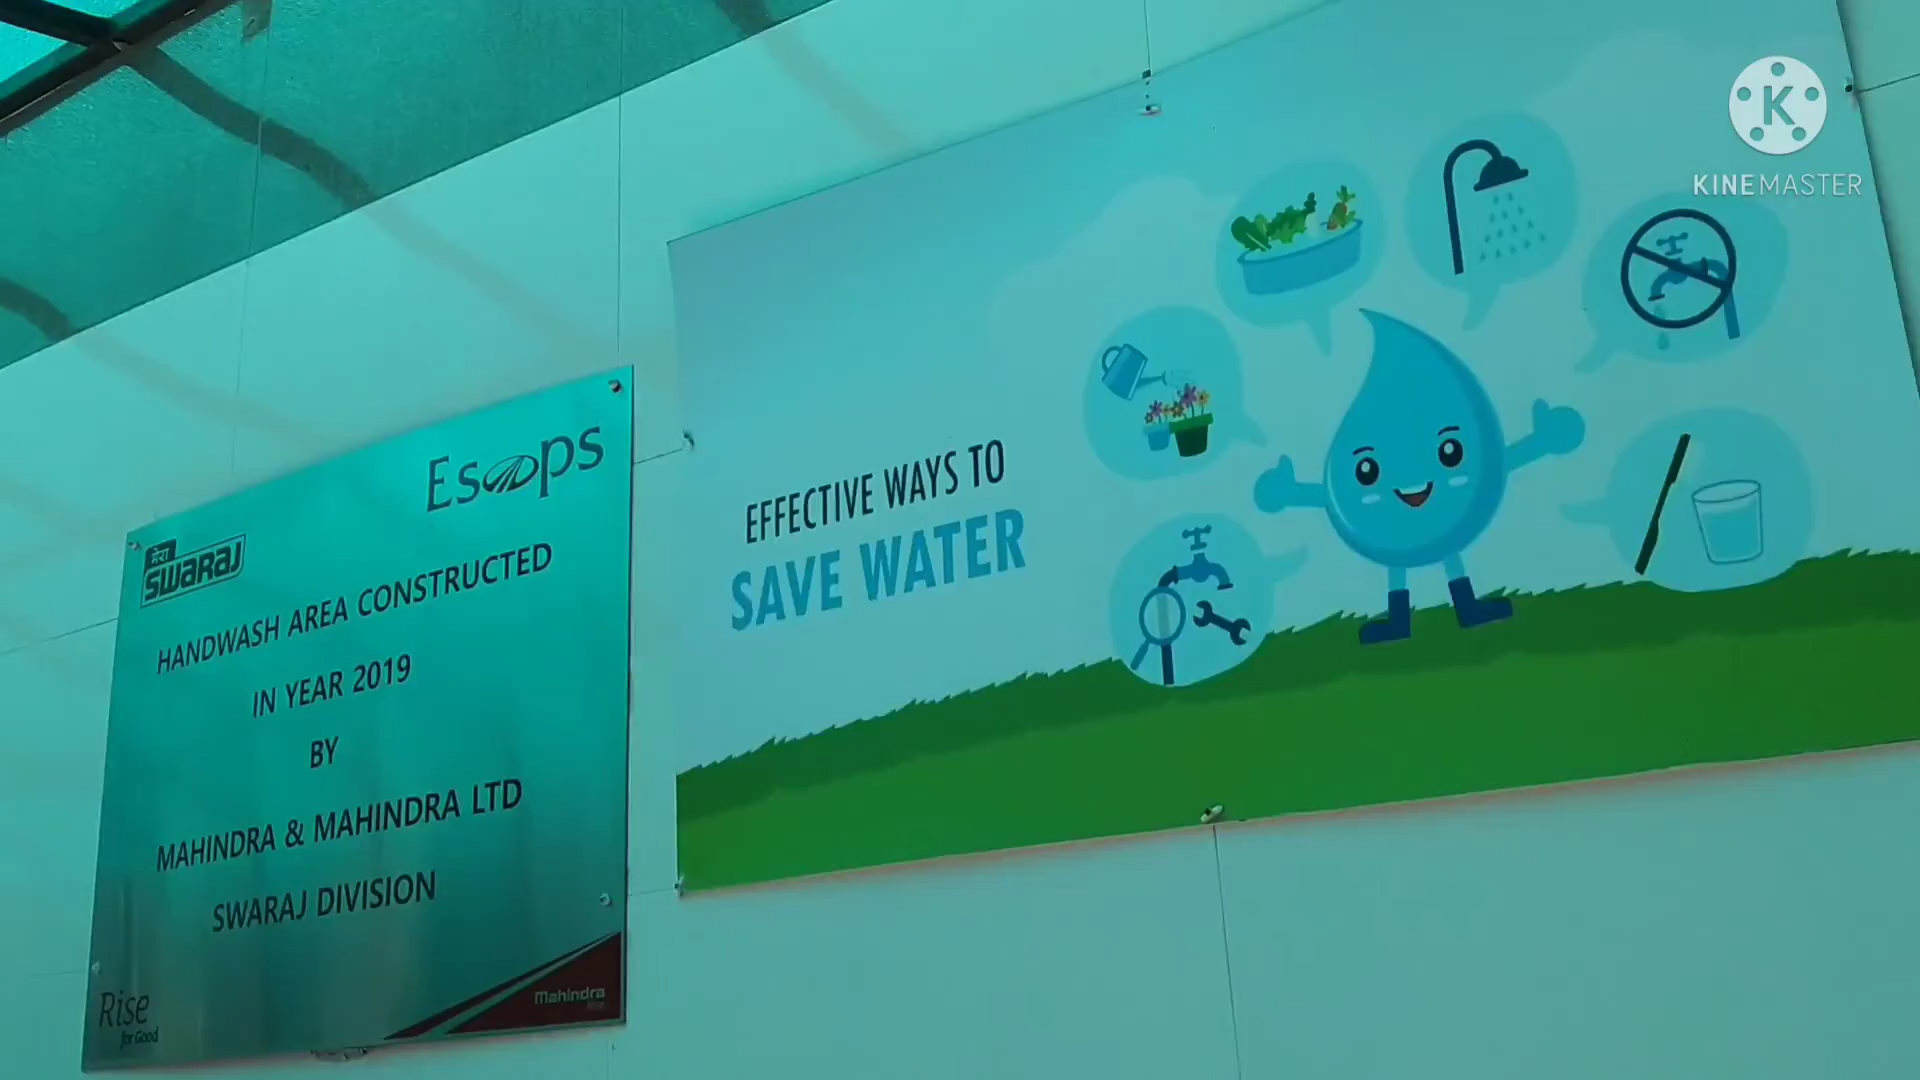 Esops
मेरा
SWARAJ
HANDWASH AREA CONSTRUCTED
IN YEAR 2019
BY
MAHINDRA & MAHINDRA LTD
SWARAJ DIVISION
Rise
for Good
Mahindra
EFFECTIVE WAYS TO
SAVE WATER
K
KINEMASTER